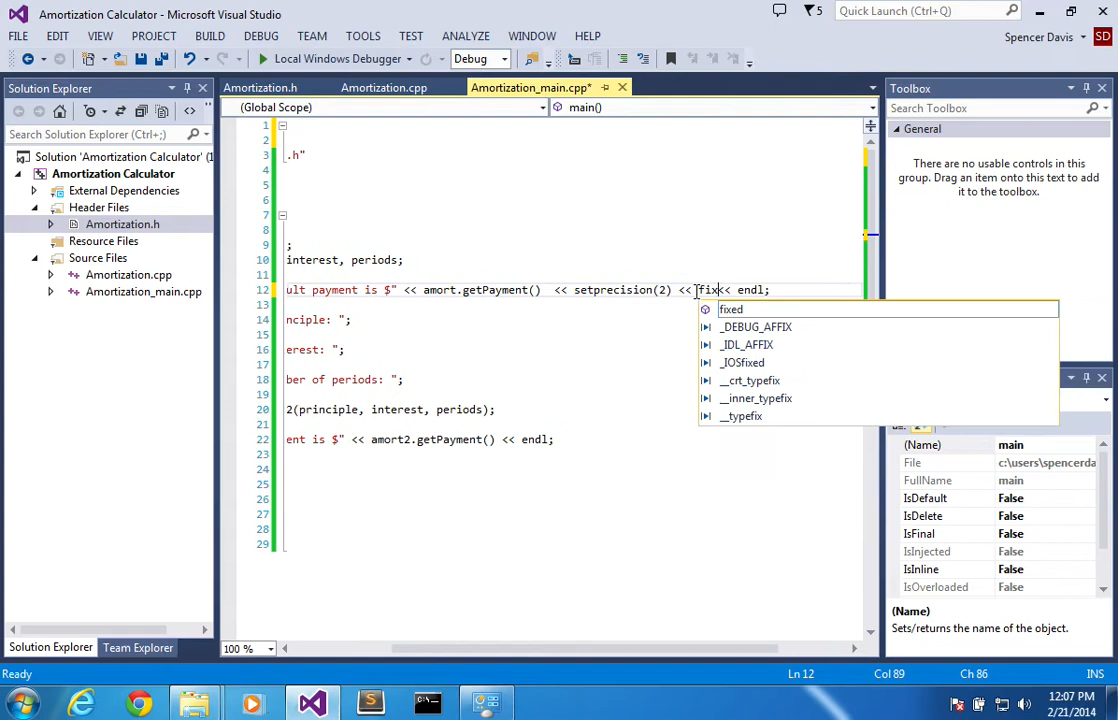 Amortization Calculator - Microsoft Visual Studio
5
Quick Launch (Ctrl+Q)
FILE EDIT VIEW PROJECT BUILD DEBUG TEAM TOOLS TEST ANALYZE WINDOW HELP
Spencer Davis SD
Local Windows Debugger Debug
Solution Explorer
Search Solution Explorer (Ctrl+;)
Solution 'Amortization Calculator' (1
Amortization Calculator
External Dependencies
Header Files
Amortization.h
Resource Files
Source Files
Amortization.cpp
Amortization_main.cpp
Solution Explorer Team Explorer
Amortization.h Amortization.cpp Amortization_main.cpp*
(Global Scope) main()
1
2
3 .h"
4
5
6
7
8
9 ;
10 interest, periods;
11
12 ult payment is $" << amort.getPayment()  << setprecision(2) << fix<< endl;
13
14 nciple: ";
15
16 erest: ";
17
18 ber of periods: ";
19
20 2(principle, interest, periods);
21
22 ent is $" << amort2.getPayment() << endl;
23
24
25
26
27
28
29
fixed
_DEBUG_AFFIX
_IDL_AFFIX
_IOSfixed
__crt_typefix
__inner_typefix
__typefix
100 %
Toolbox
Search Toolbox
General
There are no usable controls in this
group. Drag an item onto this text to add
it to the toolbox.
(Name) main
File c:\users\spencerda
FullName main
IsDefault False
IsDelete False
IsFinal False
IsInjected False
IsInline False
IsOverloaded False
(Name)
Sets/returns the name of the object.
Ready Ln 12 Col 89 Ch 86 INS
12:07 PM
2/21/2014